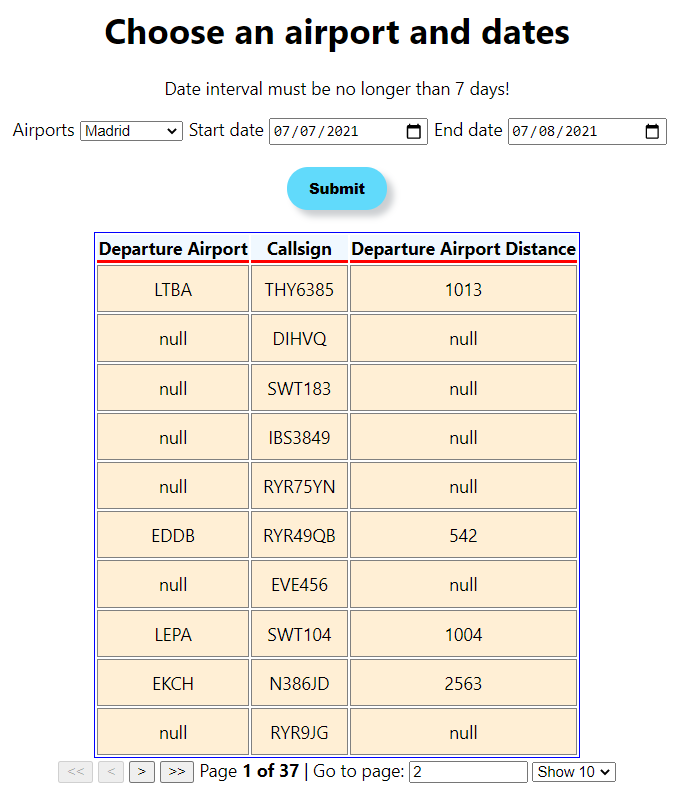 Choose an airport and dates
Date interval must be no longer than 7 days!
Airports Madrid Start date 07/07/2021 End date 07/08/2021
Submit
Departure Airport Callsign Departure Airport Distance
LTBA THY6385 1013
null DIHVQ null
null SWT183 null
null IBS3849 null
null RYR75YN null
EDDB RYR49QB 542
null EVE456 null
LEPA SWT104 1004
EKCH N386JD 2563
null RYR9JG null
<< < > >> Page 1 of 37 | Go to page: 2 Show 10